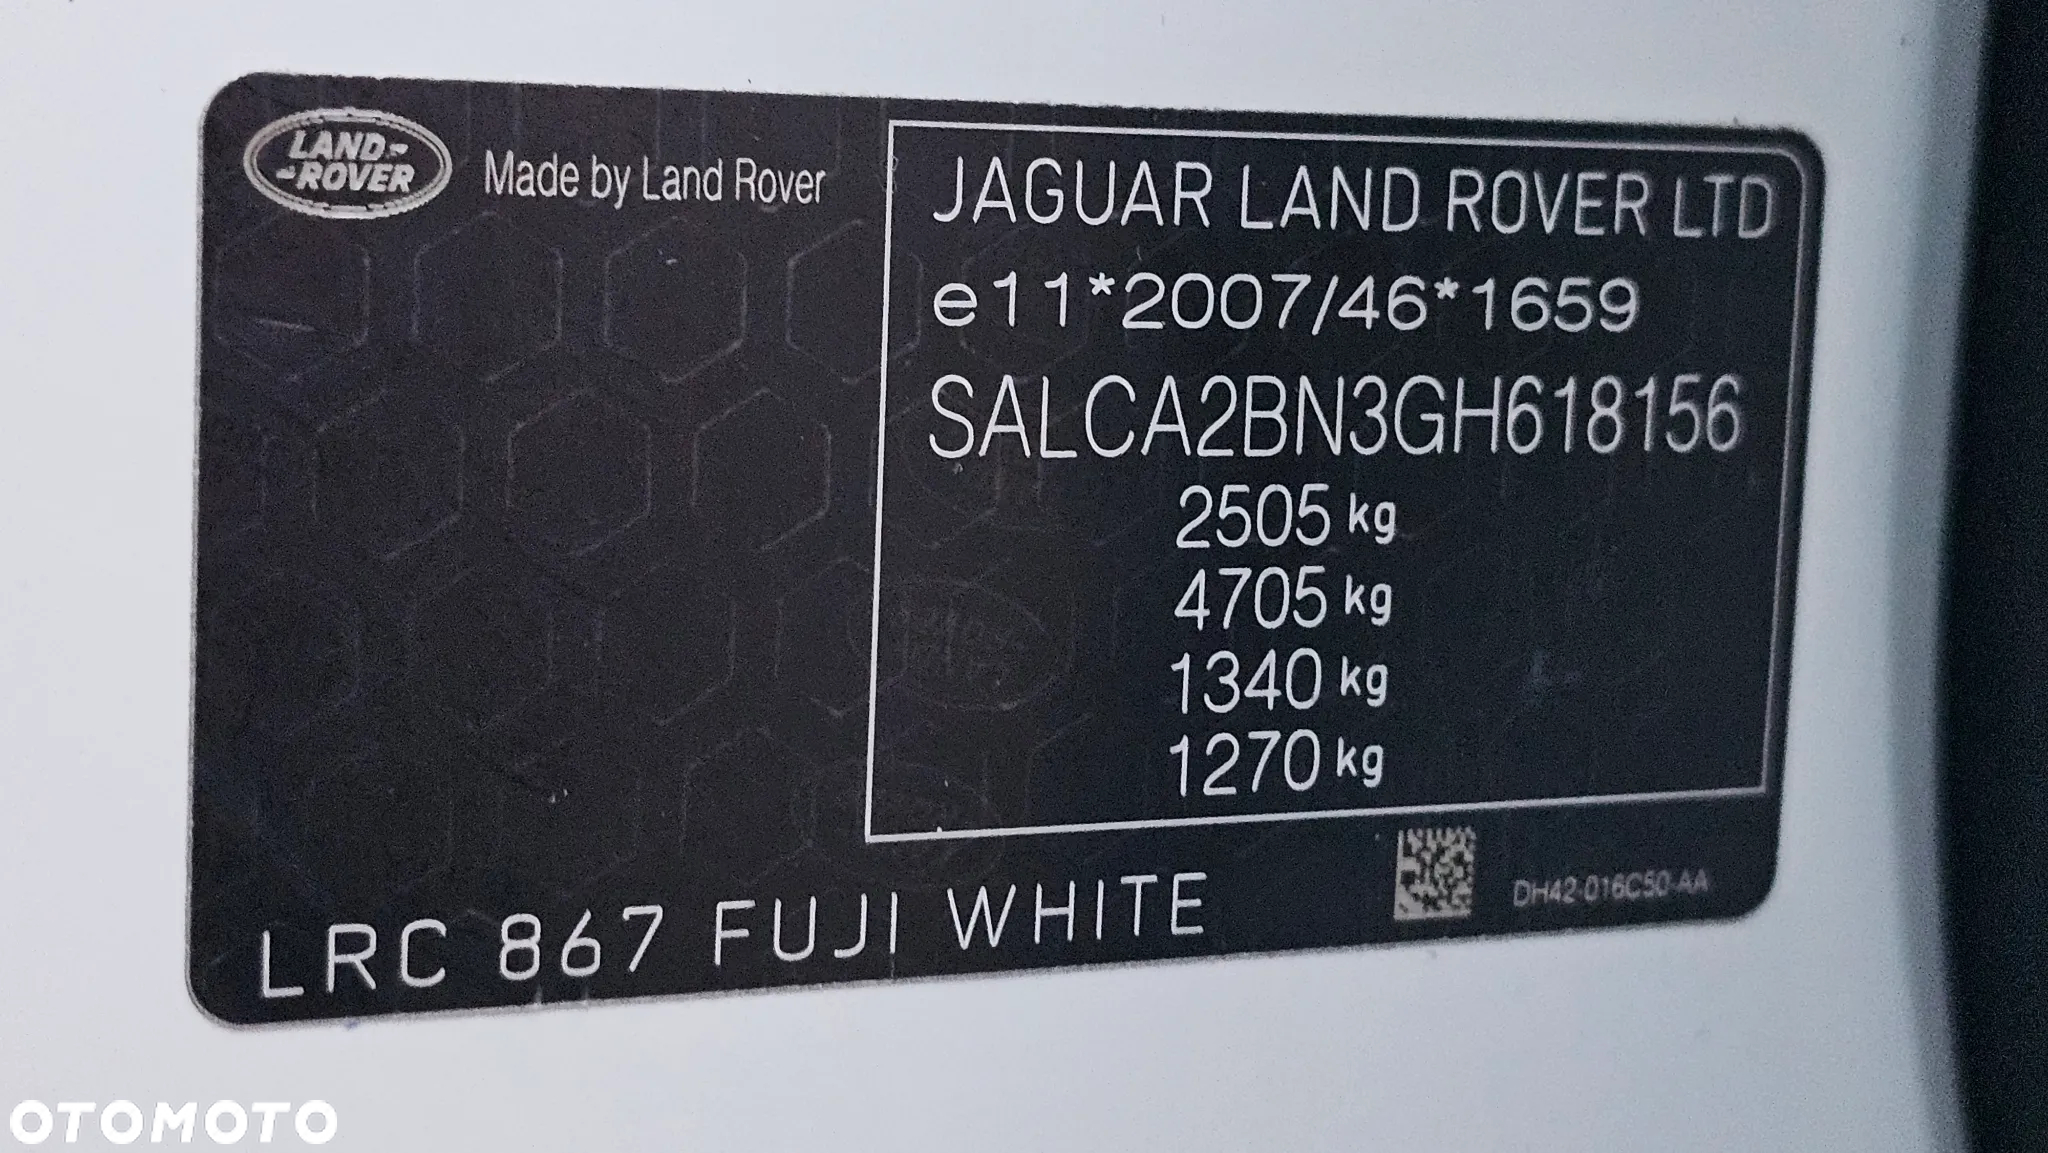 LAND-
-ROVER
Made by Land Rover
JAGUAR LAND ROVER LTD
e11*2007/46*1659
SALCA2BN3GH618156
2505 kg
4705 kg
1340 kg
1270 kg
LRC 867 FUJI WHITE
DH42-016C50-AA
OTOMOTO